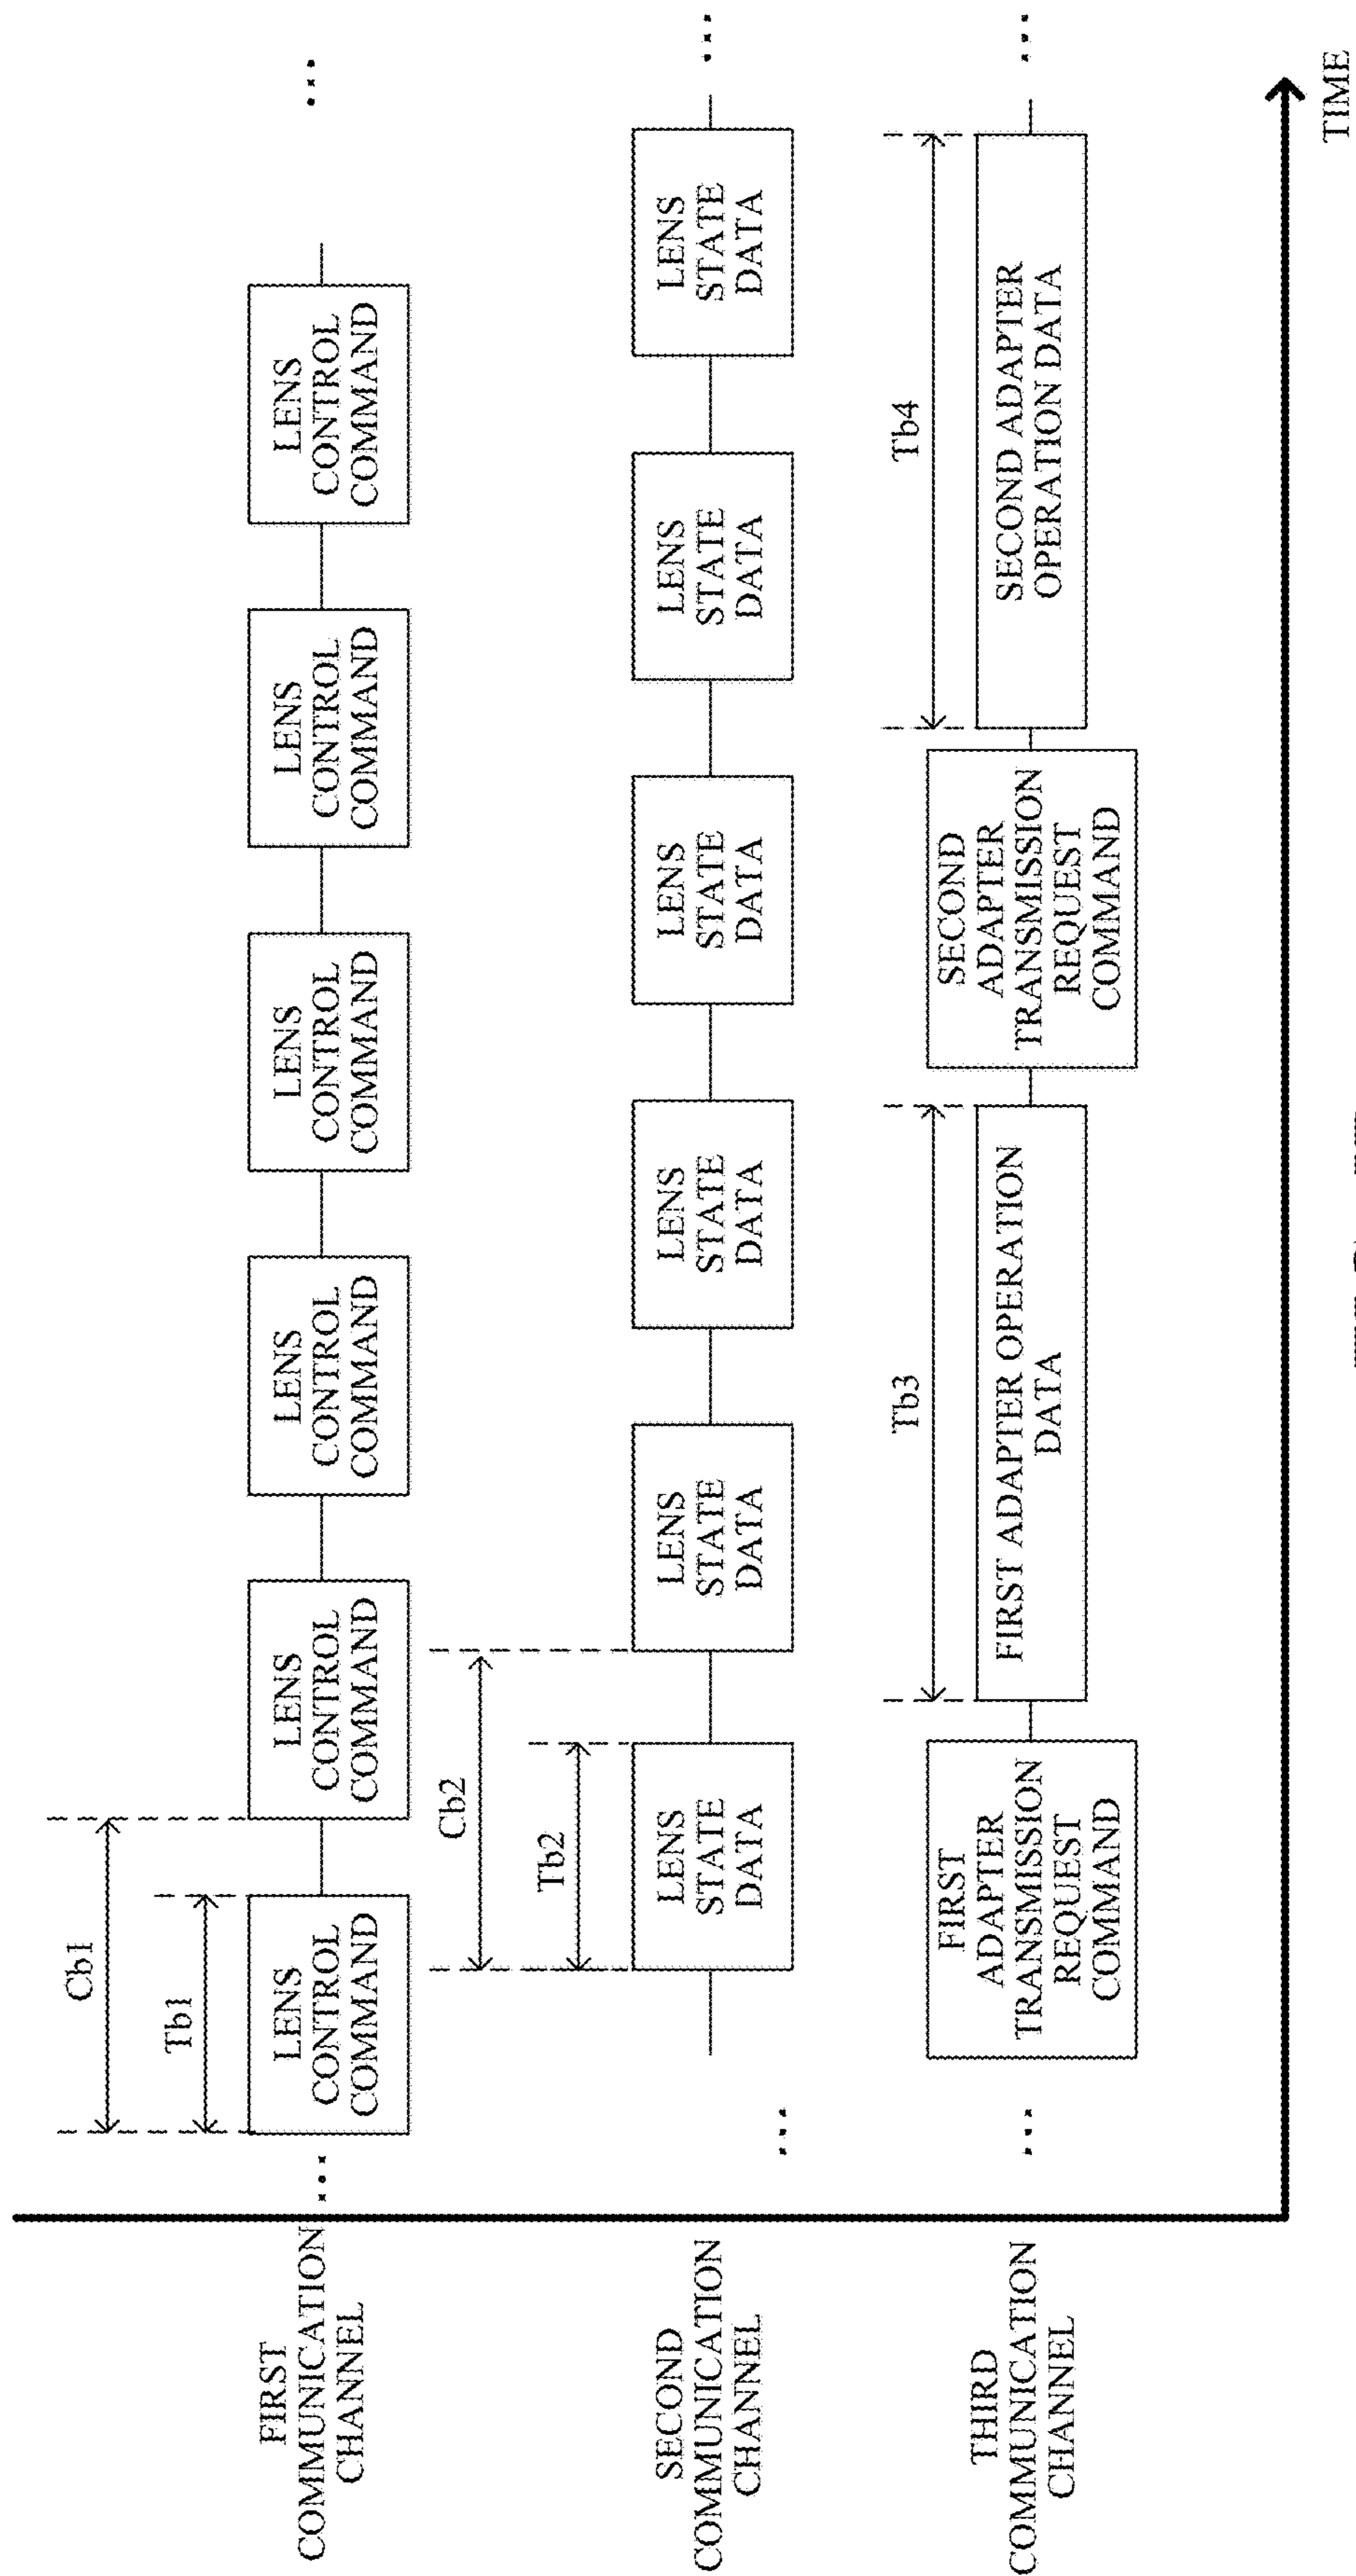 FIRST
COMMUNICATION
CHANNEL
...
Cb1
Tb1
LENS
CONTROL
COMMAND
LENS
CONTROL
COMMAND
LENS
CONTROL
COMMAND
LENS
CONTROL
COMMAND
LENS
CONTROL
COMMAND
LENS
CONTROL
COMMAND
...
SECOND
COMMUNICATION
CHANNEL
...
Cb2
Tb2
LENS
STATE
DATA
LENS
STATE
DATA
LENS
STATE
DATA
LENS
STATE
DATA
LENS
STATE
DATA
LENS
STATE
DATA
...
THIRD
COMMUNICATION
CHANNEL
...
FIRST
ADAPTER
TRANSMISSION
REQUEST
COMMAND
Tb3
FIRST ADAPTER OPERATION
DATA
SECOND
ADAPTER
TRANSMISSION
REQUEST
COMMAND
Tb4
SECOND ADAPTER
OPERATION DATA
...
TIME